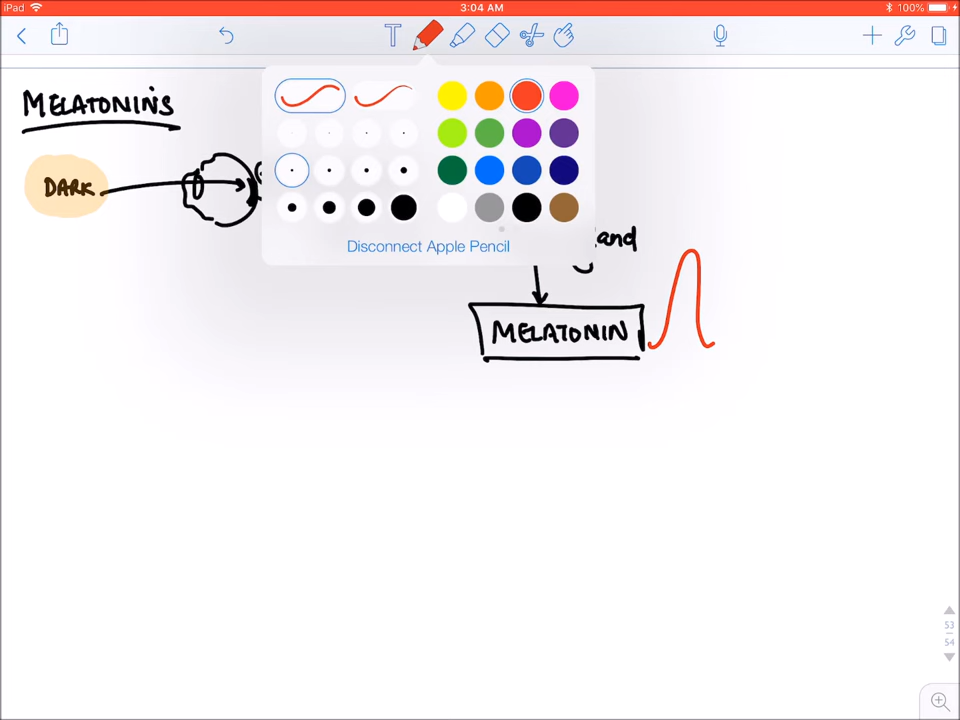 iPad 3:04 AM 100%
T
MELATONINS
DARK
Disconnect Apple Pencil
and
MELATONIN
53
54